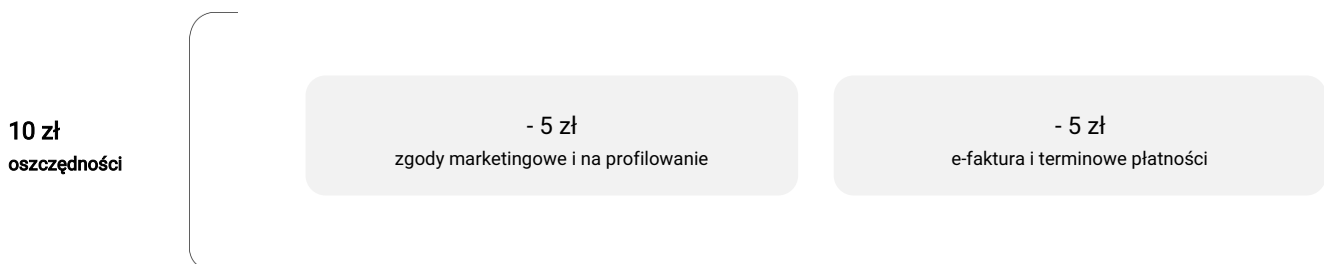 10 zł
oszczędności
- 5 zł
zgody marketingowe i na profilowanie
- 5 zł
e-faktura i terminowe płatności